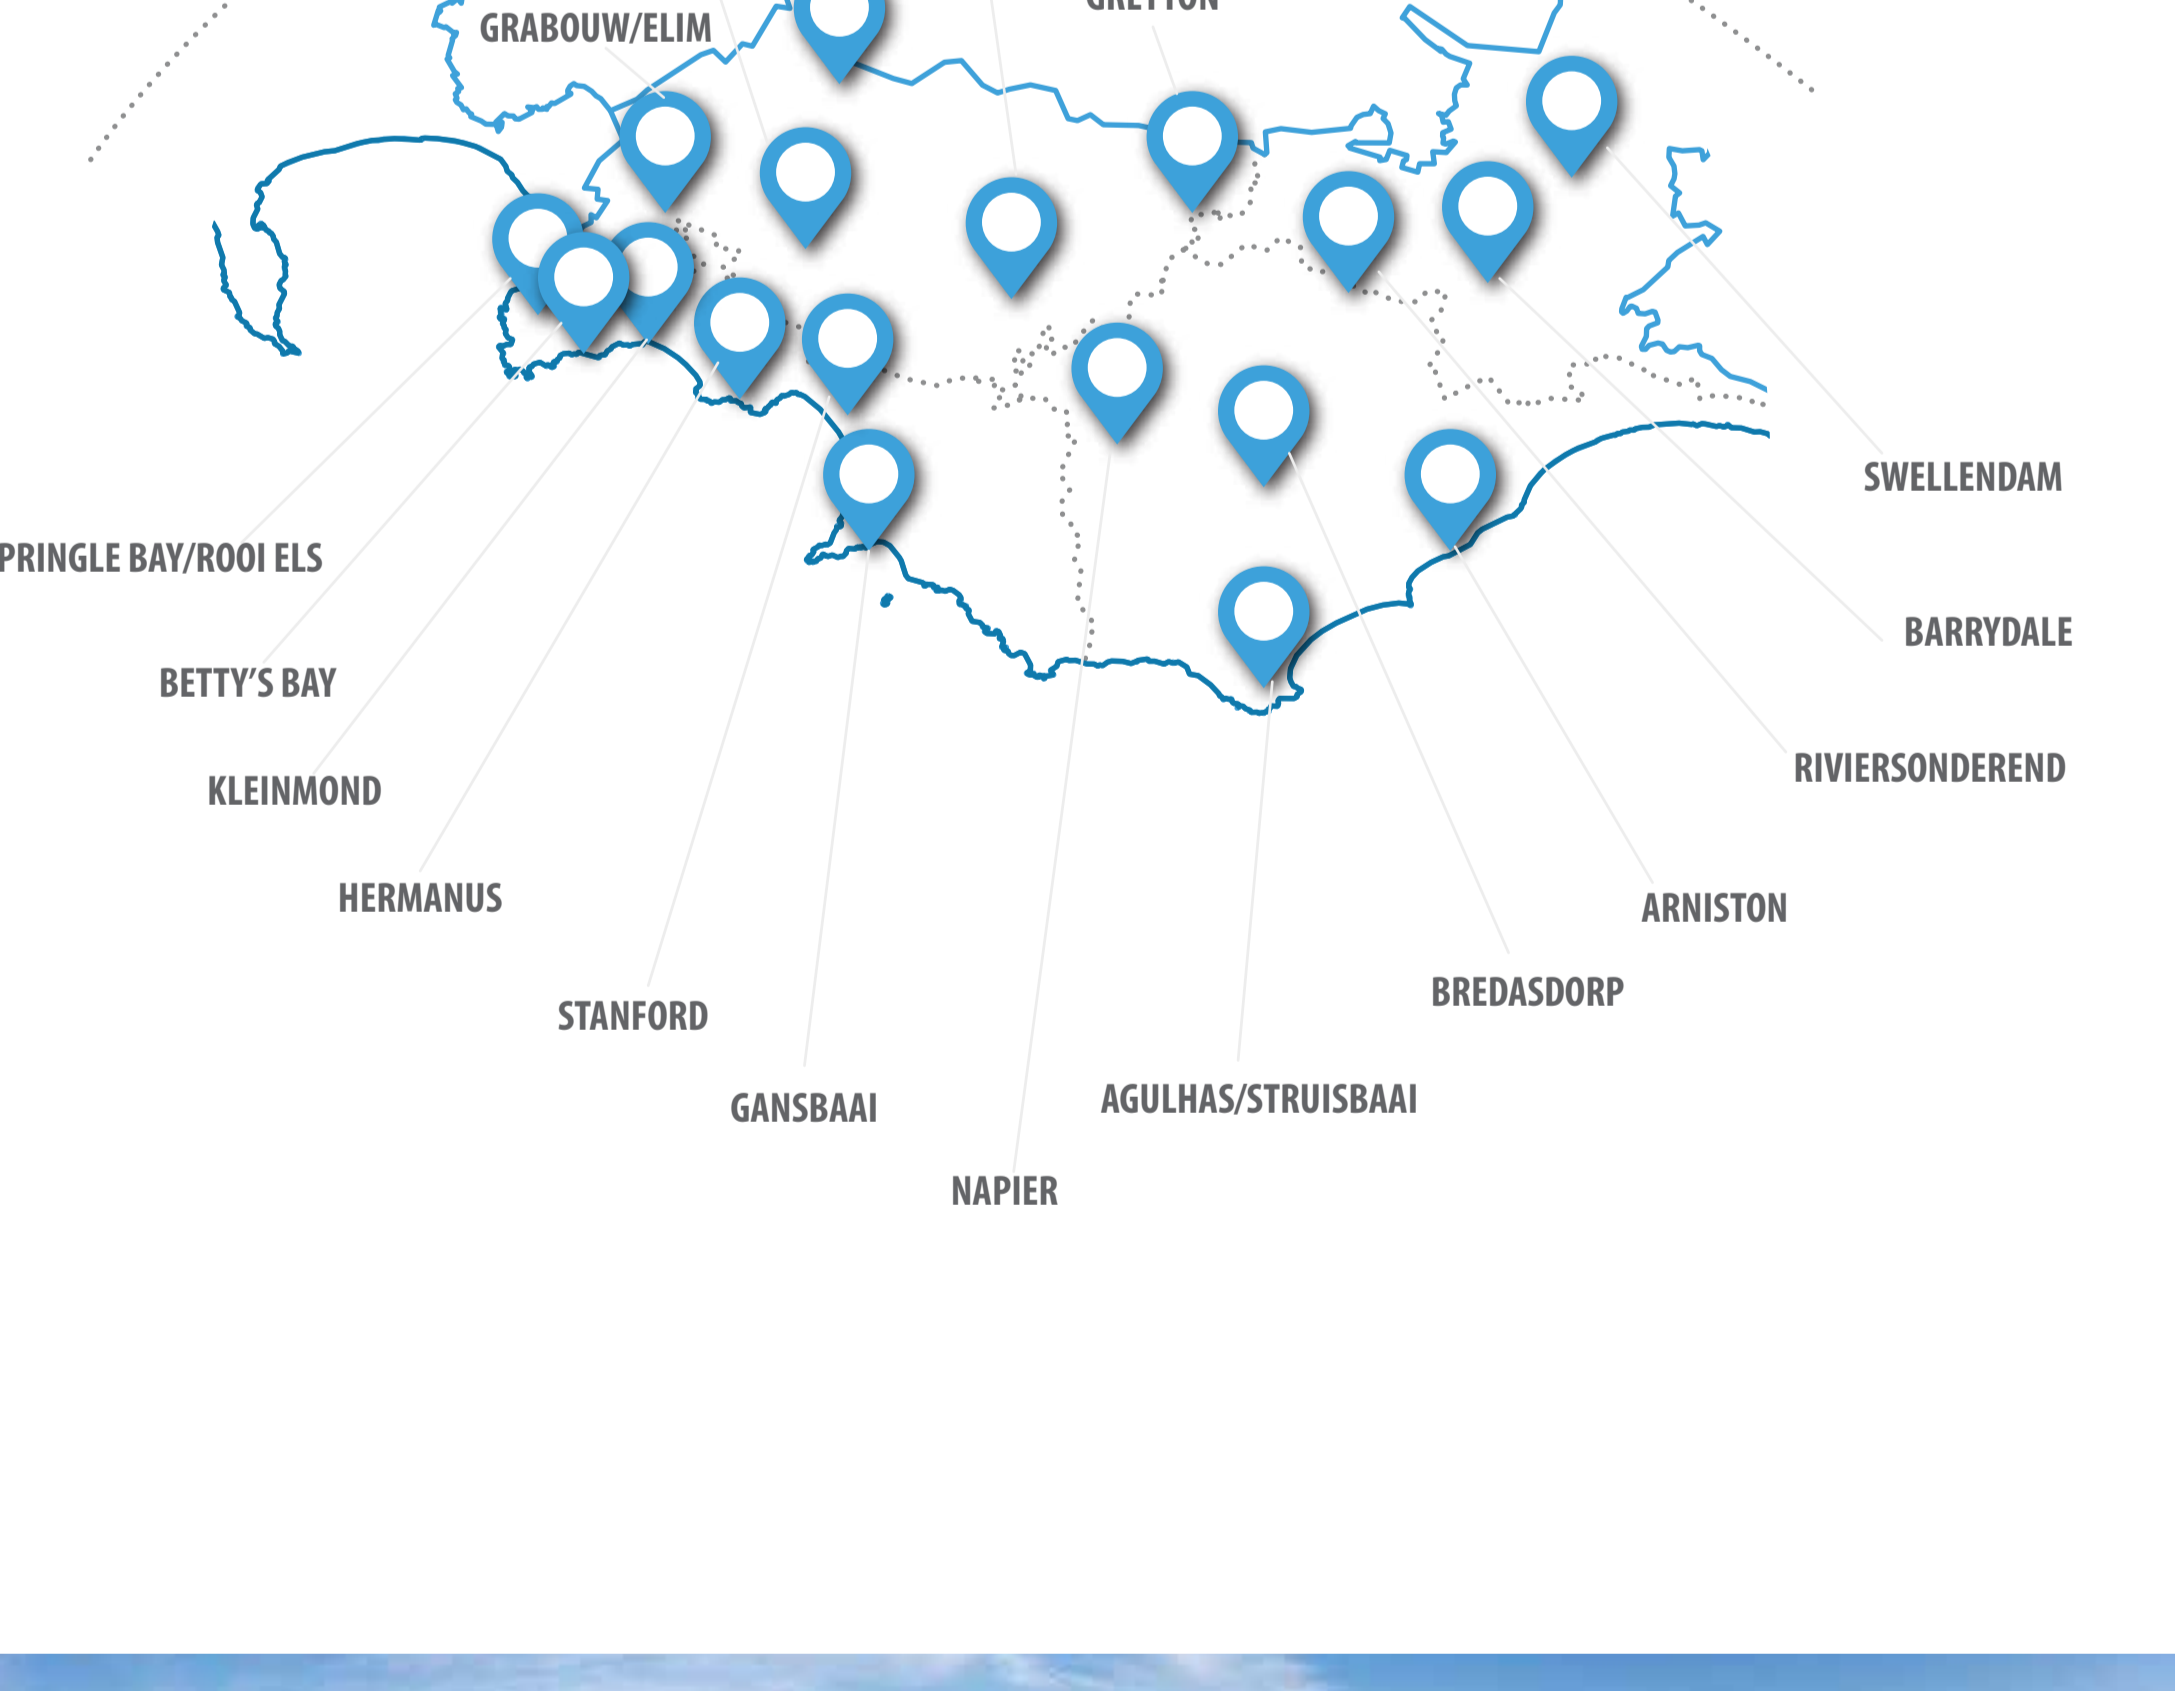 GREYTON
GRABOUW/ELIM
SWELLENDAM
PRINGLE BAY/ROOI ELS
BARRYDALE
BETTY'S BAY
RIVIERSONDEREND
KLEINMOND
HERMANUS
ARNISTON
BREDASDORP
STANFORD
AGULHAS/STRUISBAAI
GANSBAAI
NAPIER